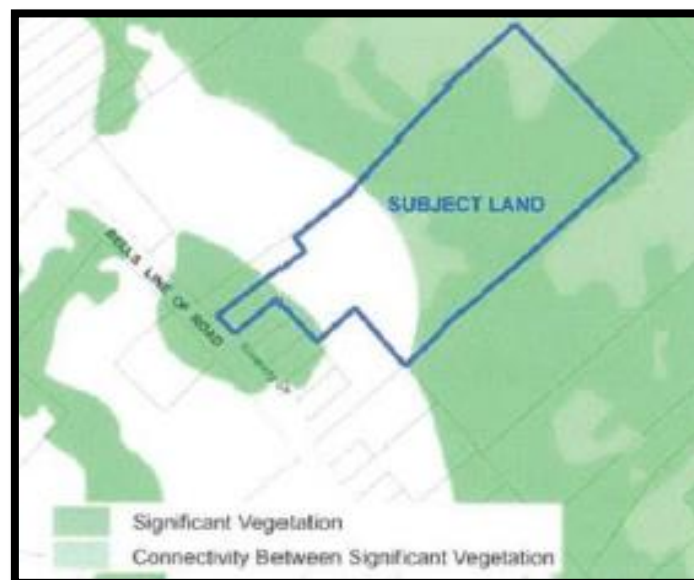 SUBJECT LAND
BELLS LINE OF ROAD
Significant Vegetation
Connectivity Between Significant Vegetation